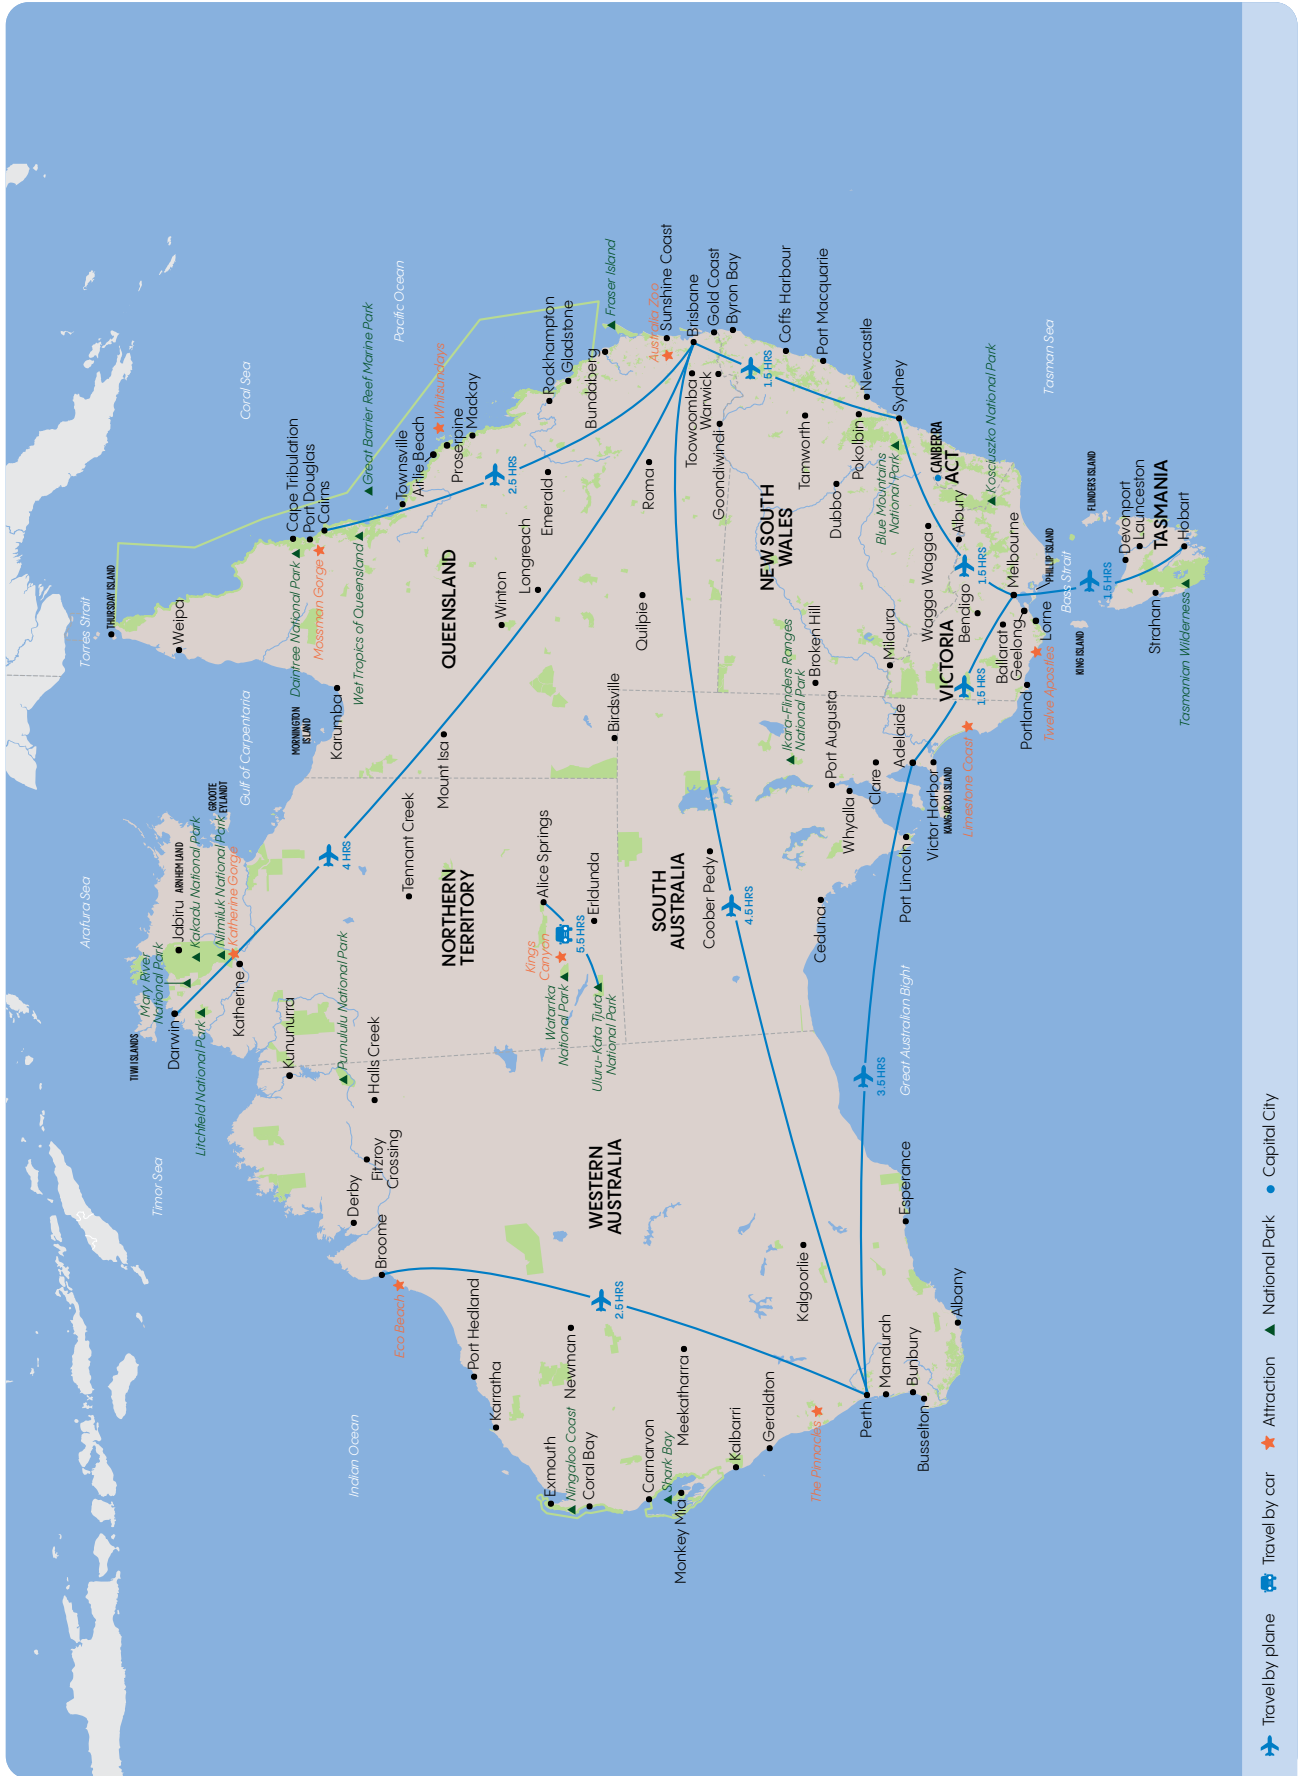 Torres Strait
THURSDAY ISLAND
Arafura Sea
Timor Sea
Indian Ocean
Gulf of Carpentaria
Coral Sea
Pacific Ocean
Tasman Sea
Bass Strait
Great Australian Bight
TIWI ISLANDS
Darwin
Mary River
National Park
Jabiru
ARNHEM LAND
Kakadu National Park
Nitmiluk National Park
Katherine Gorge
GROOTE
EYLANDT
Litchfield National Park
Katherine
Kununurra
Purnululu National Park
Halls Creek
Fitzroy
Crossing
Derby
Broome
Eco Beach
Port Hedland
Karratha
Newman
Exmouth
Ningaloo Coast
Coral Bay
Carnarvon
Shark Bay
Monkey Mia
Meekatharra
Kalbarri
Geraldton
The Pinnacles
Perth
Mandurah
Bunbury
Busselton
Albany
Esperance
Kalgoorlie
WESTERN
AUSTRALIA
2.5 HRS
3.5 HRS
4.5 HRS
4 HRS
NORTHERN
TERRITORY
Tennant Creek
Alice Springs
Erldunda
5.5 HRS
Kings
Canyon
Watarrka
National Park
Uluru-Kata Tjuta
National Park
SOUTH
AUSTRALIA
Coober Pedy
Ceduna
Port Lincoln
Whyalla
Port Augusta
Ikara-Flinders Ranges
National Park
Clare
Adelaide
Victor Harbor
KANGAROO ISLAND
Limestone Coast
1.5 HRS
QUEENSLAND
Weipa
MORNINGTON
ISLAND
Karumba
Daintree National Park
Mossman Gorge
Wet Tropics of Queensland
Cape Tribulation
Port Douglas
Cairns
Great Barrier Reef Marine Park
Townsville
Airlie Beach
Whitsundays
Proserpine
Mackay
2.5 HRS
Mount Isa
Winton
Longreach
Emerald
Rockhampton
Gladstone
Bundaberg
Fraser Island
Birdsville
Quilpie
Roma
Australia Zoo
Sunshine Coast
Brisbane
Toowoomba
Warwick
Goondiwindi
Gold Coast
Byron Bay
1.5 HRS
NEW SOUTH
WALES
Coffs Harbour
Port Macquarie
Tamworth
Dubbo
Pokolbin
Newcastle
Sydney
Blue Mountains
National Park
Broken Hill
Mildura
Wagga Wagga
Albury
CANBERRA
ACT
Kosciuszko National Park
1.5 HRS
VICTORIA
Bendigo
Ballarat
Geelong
Melbourne
Lorne
Portland
Twelve Apostles
PHILLIP ISLAND
KING ISLAND
FLINDERS ISLAND
1.5 HRS
Devonport
Launceston
TASMANIA
Strahan
Hobart
Tasmanian Wilderness
Travel by plane
Travel by car
Attraction
National Park
Capital City